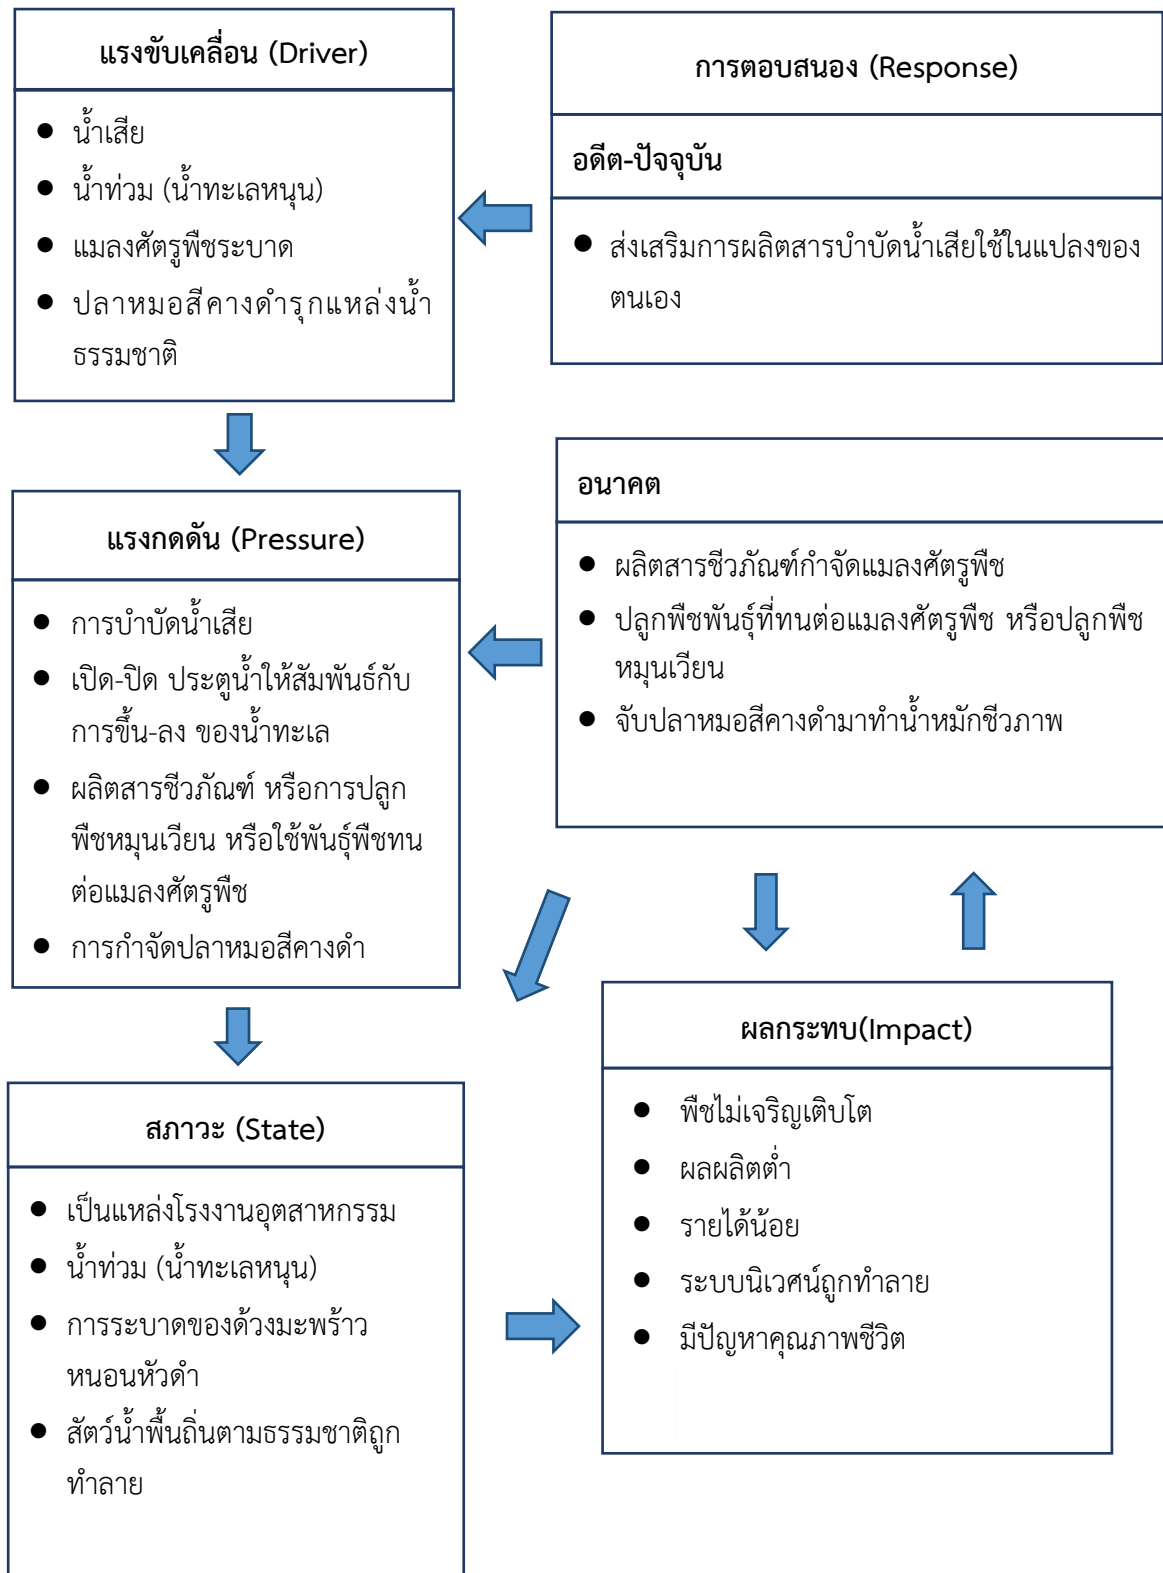 แรงขับเคลื่อน (Driver)
น้ำเสีย
น้ำท่วม (น้ำทะเลหนุน)
แมลงศัตรูพืชระบาด
ปลาหมอสีคางดำรุกแหล่งน้ำ
ธรรมชาติ
การตอบสนอง (Response)
อดีต-ปัจจุบัน
ส่งเสริมการผลิตสารบำบัดน้ำเสียใช้ในแปลงของ
ตนเอง
แรงกดดัน (Pressure)
การบำบัดน้ำเสีย
เปิด-ปิด ประตูน้ำให้สัมพันธ์กับ
การขึ้น-ลง ของน้ำทะเล
ผลิตสารชีวภัณฑ์ หรือการปลูก
พืชหมุนเวียน หรือใช้พันธุ์พืชทน
ต่อแมลงศัตรูพืช
การกำจัดปลาหมอสีคางดำ
อนาคต
ผลิตสารชีวภัณฑ์กำจัดแมลงศัตรูพืช
ปลูกพืชพันธุ์ที่ทนต่อแมลงศัตรูพืช หรือปลูกพืช
หมุนเวียน
จับปลาหมอสีคางดำมาทำน้ำหมักชีวภาพ
สภาวะ (State)
เป็นแหล่งโรงงานอุตสาหกรรม
น้ำท่วม (น้ำทะเลหนุน)
การระบาดของด้วงมะพร้าว
หนอนหัวดำ
สัตว์น้ำพื้นถิ่นตามธรรมชาติถูก
ทำลาย
ผลกระทบ(Impact)
พืชไม่เจริญเติบโต
ผลผลิตต่ำ
รายได้น้อย
ระบบนิเวศน์ถูกทำลาย
มีปัญหาคุณภาพชีวิต